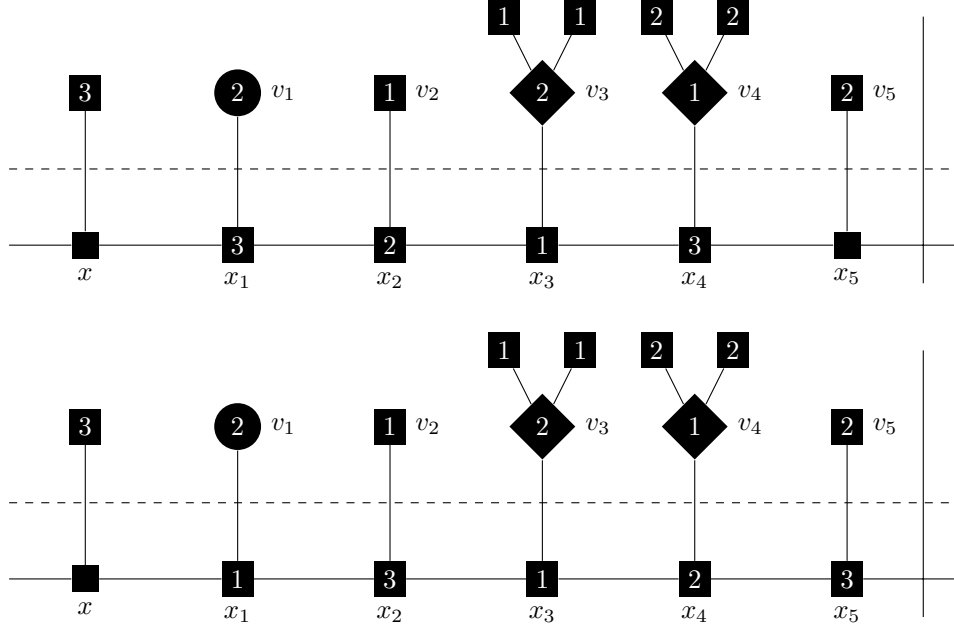 1 1 2 2
3 2 v₁ 1 v₂ 2 v₃ 1 v₄ 2 v₅
3 2 1 3
x x₁ x₂ x₃ x₄ x₅
1 1 2 2
3 2 v₁ 1 v₂ 2 v₃ 1 v₄ 2 v₅
1 3 1 2 3
x x₁ x₂ x₃ x₄ x₅